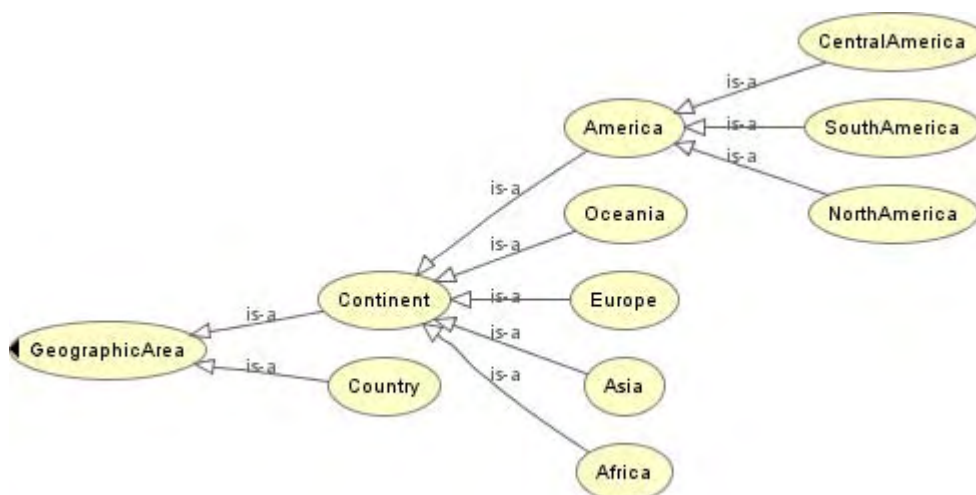 CentralAmerica
is-a
America
is-a
SouthAmerica
is-a
is-a
Oceania
NorthAmerica
is-a
Continent
is-a
Europe
is-a
GeographicArea
is-a
is-a
Country
is-a
Asia
Africa